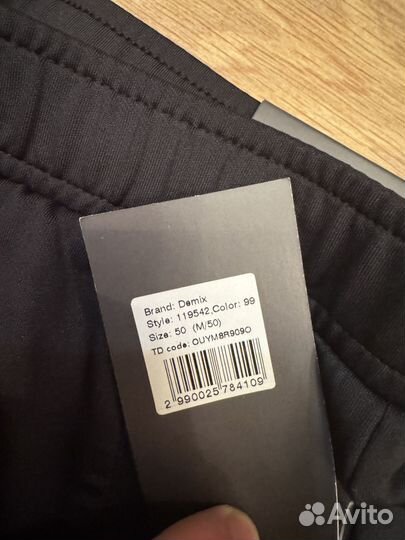 Brand: Demix
Style: 119542,Color: 99
Size: 50 (M/50)
TD code: OUYM8R909O
2 990025 784109
Avito